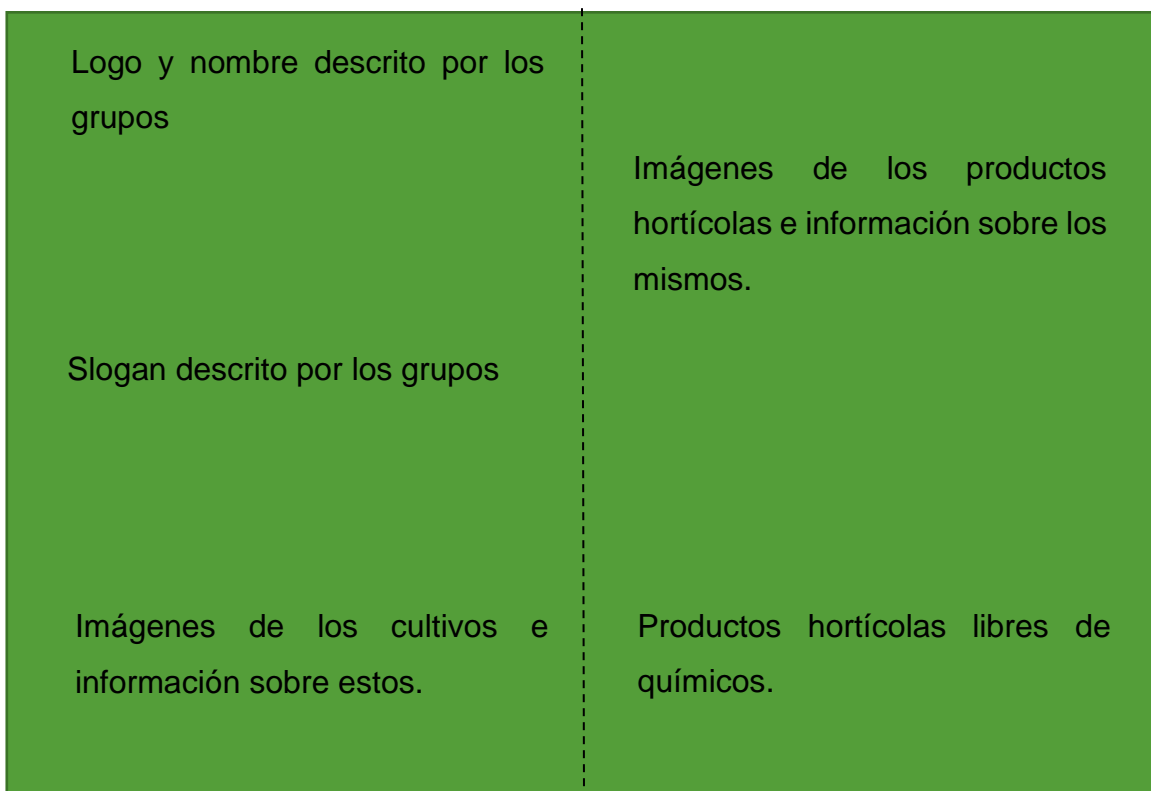 Logo y nombre descrito por los
grupos
Slogan descrito por los grupos
Imágenes de los cultivos e
información sobre estos.
Imágenes de los productos
hortícolas e información sobre los
mismos.
Productos hortícolas libres de
químicos.